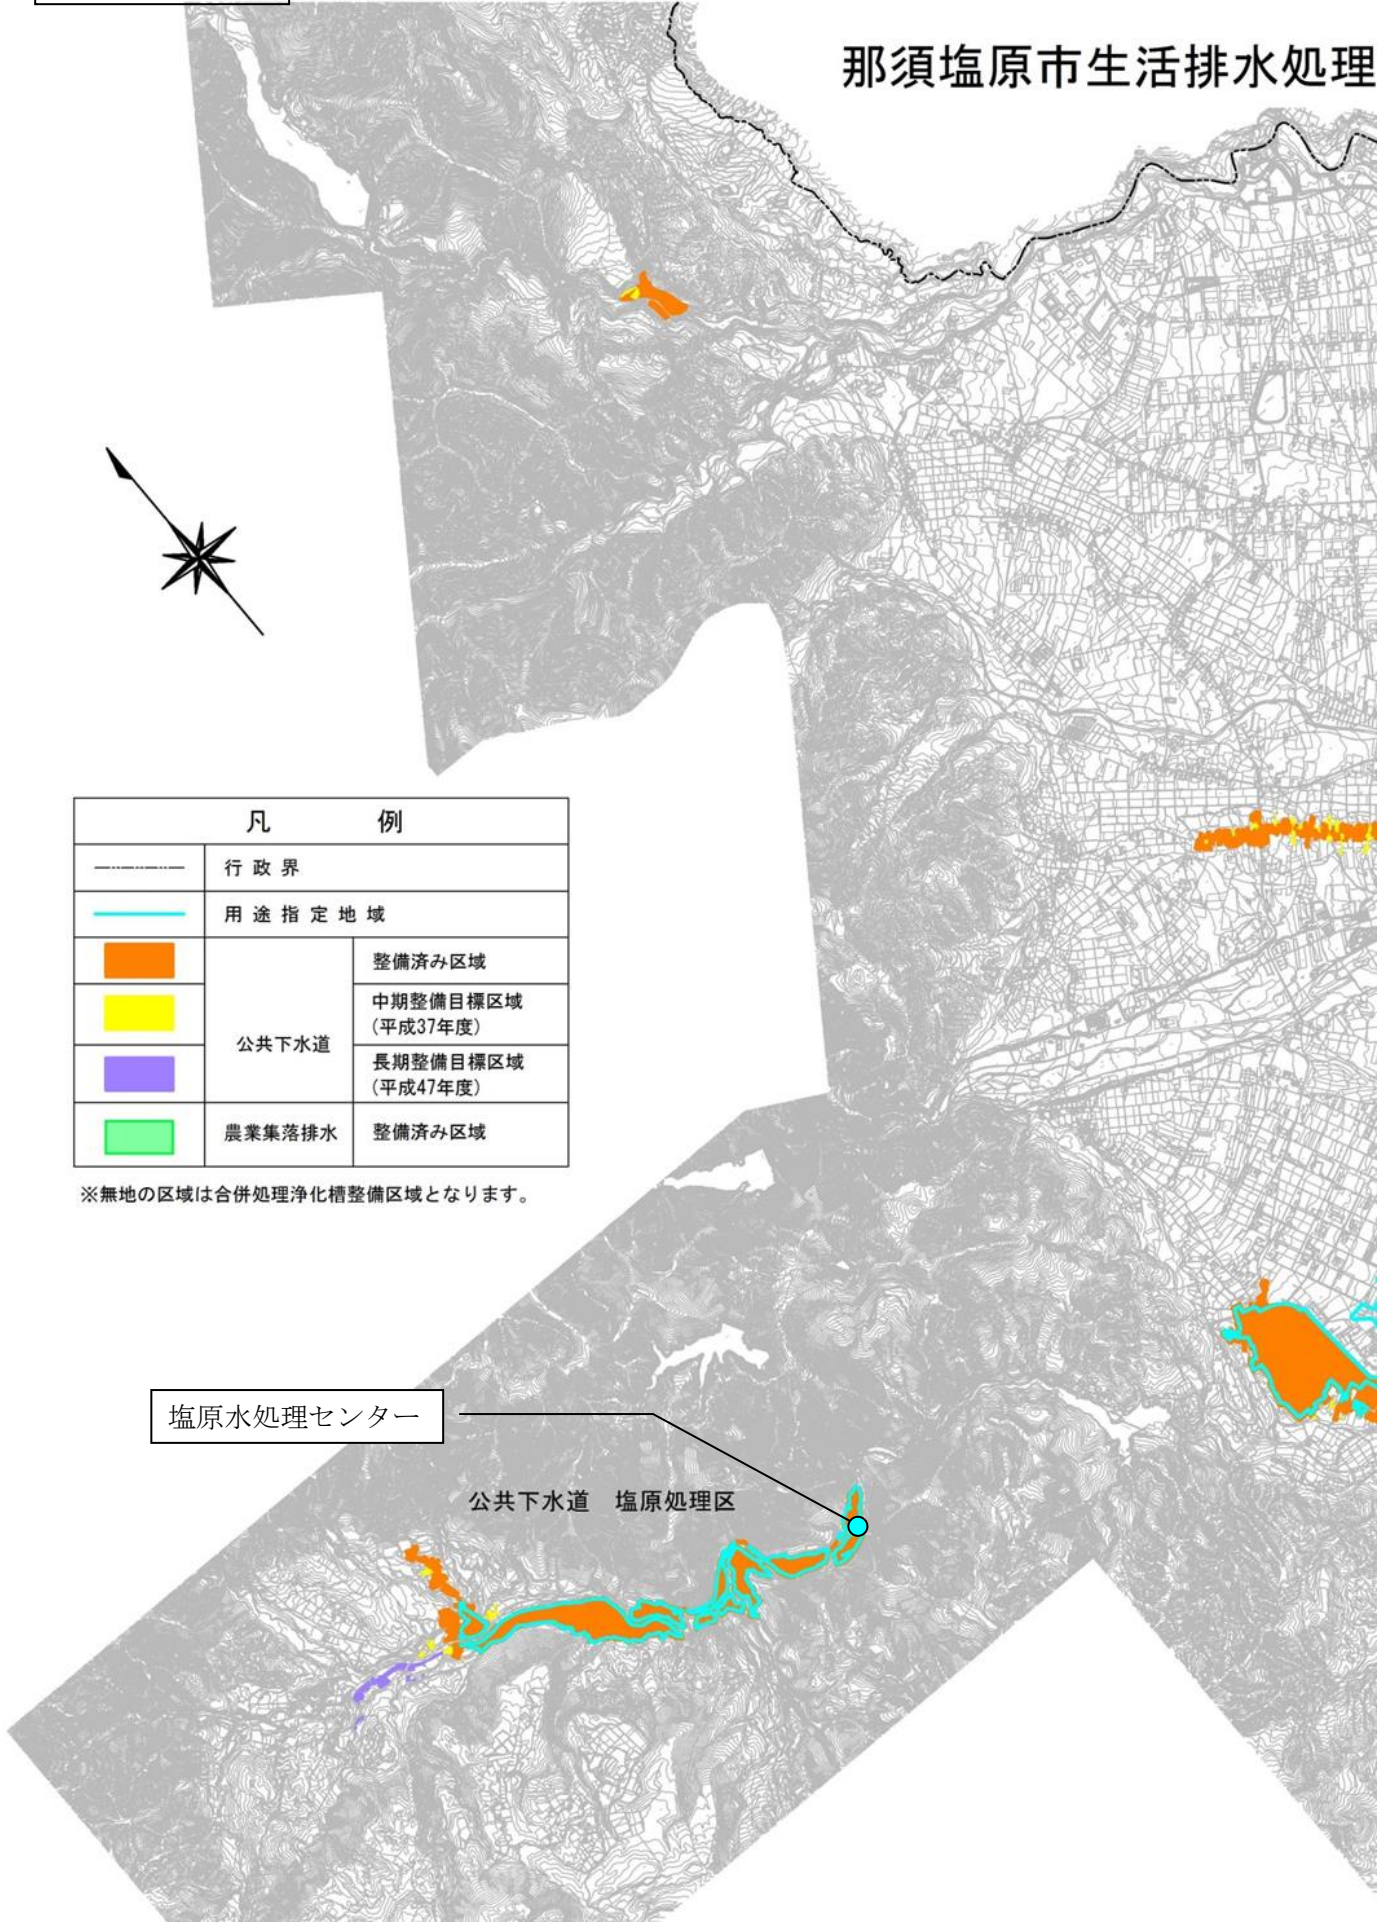 那須塩原市生活排水処理
凡 例
行政界
用途指定地域
公共下水道
整備済み区域
中期整備目標区域
(平成37年度)
長期整備目標区域
(平成47年度)
農業集落排水
整備済み区域
※無地の区域は合併処理浄化槽整備区域となります。
塩原水処理センター
公共下水道 塩原処理区